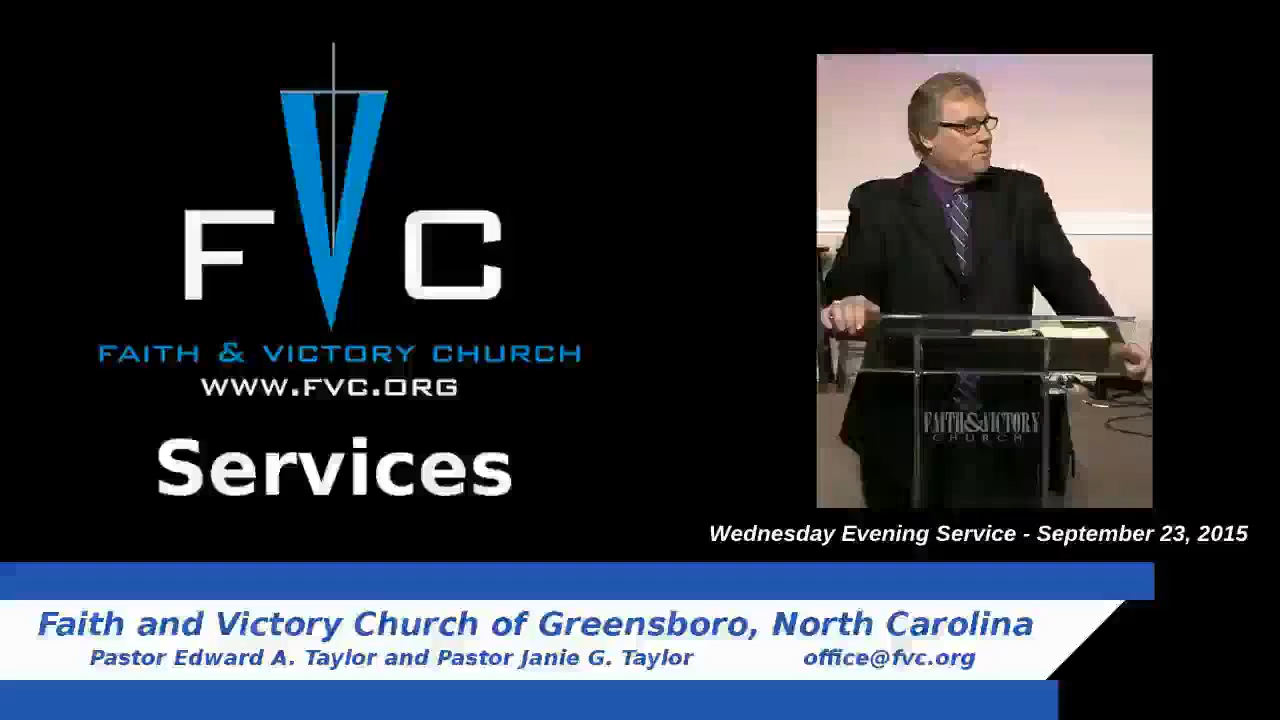 F V C
FAITH & VICTORY CHURCH
WWW.FVC.ORG
Services
FAITH&VICTORY
CHURCH
Wednesday Evening Service - September 23, 2015
Faith and Victory Church of Greensboro, North Carolina
Pastor Edward A. Taylor and Pastor Janie G. Taylor
office@fvc.org